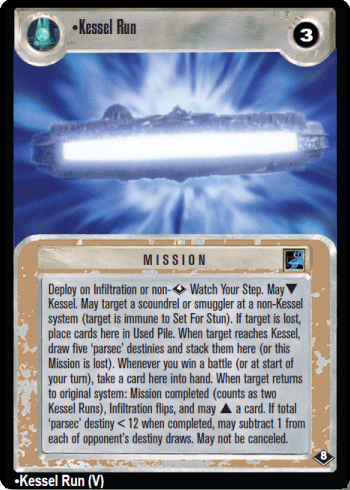 •Kessel Run
3
MISSION
Deploy on Infiltration or non-◈ Watch Your Step. May ▼
Kessel. May target a scoundrel or smuggler at a non-Kessel
system (target is immune to Set For Stun). If target is lost,
place cards here in Used Pile. When target reaches Kessel,
draw five ‘parsec’ destinies and stack them here (or this
Mission is lost). Whenever you win a battle (or at start of
your turn), take a card here into hand. When target returns
to original system: Mission completed (counts as two
Kessel Runs), Infiltration flips, and may ▲ a card. If total
‘parsec’ destiny < 12 when completed, may subtract 1 from
each of opponent’s destiny draws. May not be canceled.
8
•Kessel Run (V)